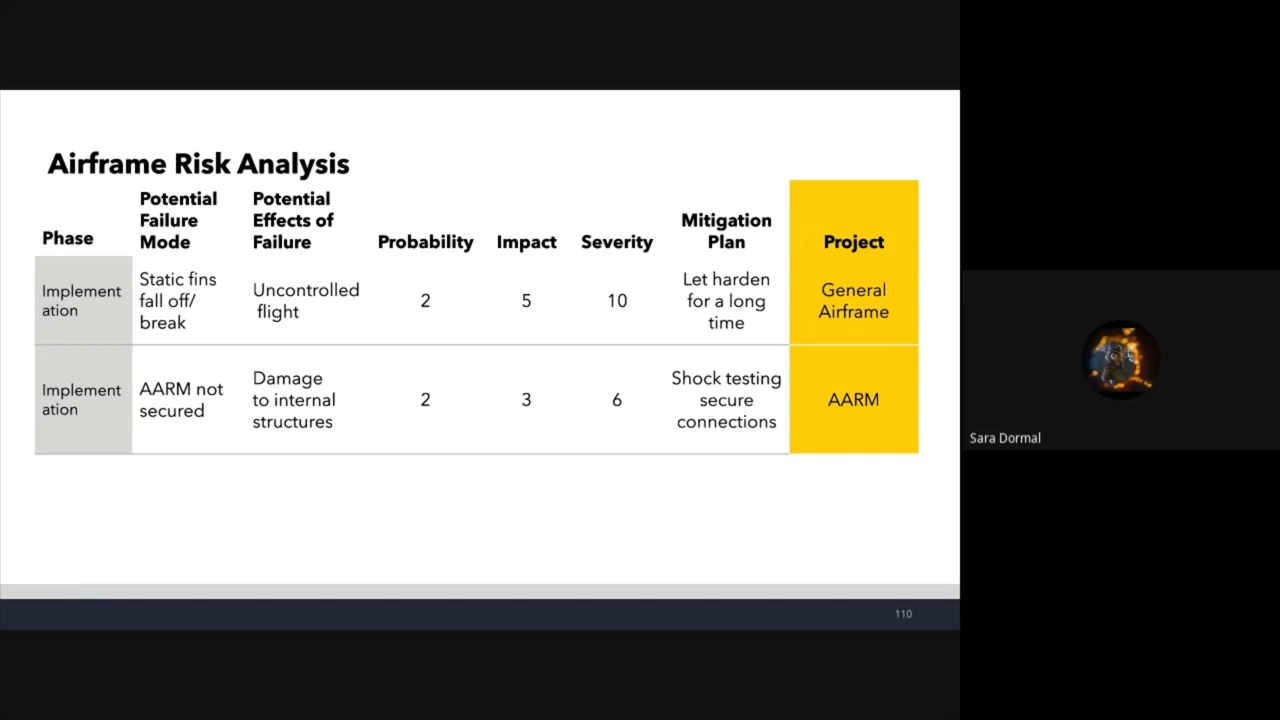 Airframe Risk Analysis
Phase
Potential
Failure
Mode
Potential
Effects of
Failure
Probability
Impact
Severity
Mitigation
Plan
Project
Implement
ation
Static fins
fall off/
break
Uncontrolled
flight
2
5
10
Let harden
for a long
time
General
Airframe
Implement
ation
AARM not
secured
Damage
to internal
structures
2
3
6
Shock testing
secure
connections
AARM
110
Sara Dormal